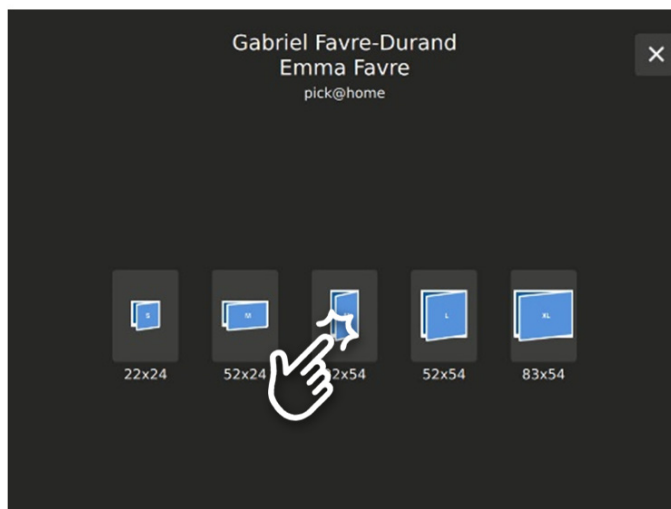 Gabriel Favre-Durand
Emma Favre
pick@home
S
M
L
XL
22x24
52x24
52x54
83x54